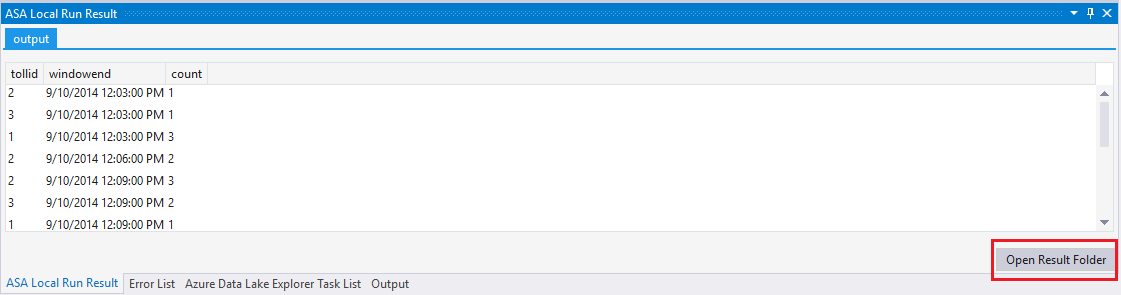 ASA Local Run Result
output
tollid windowend count
2 9/10/2014 12:03:00 PM 1
3 9/10/2014 12:03:00 PM 1
1 9/10/2014 12:03:00 PM 3
2 9/10/2014 12:06:00 PM 2
2 9/10/2014 12:09:00 PM 3
3 9/10/2014 12:09:00 PM 2
1 9/10/2014 12:09:00 PM 1
Open Result Folder
ASA Local Run Result Error List Azure Data Lake Explorer Task List Output